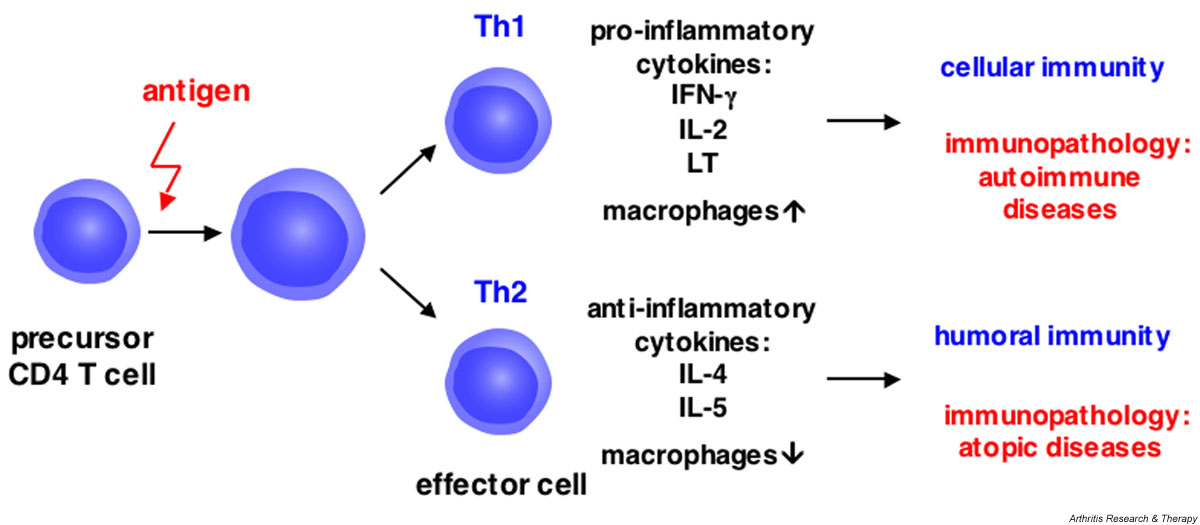 antigen
precursor
CD4 T cell
Th1
pro-inflammatory
cytokines:
IFN-γ
IL-2
LT
macrophages↑
cellular immunity
immunopathology:
autoimmune
diseases
Th2
effector cell
anti-inflammatory
cytokines:
IL-4
IL-5
macrophages↓
humoral immunity
immunopathology:
atopic diseases
Arthritis Research & Therapy